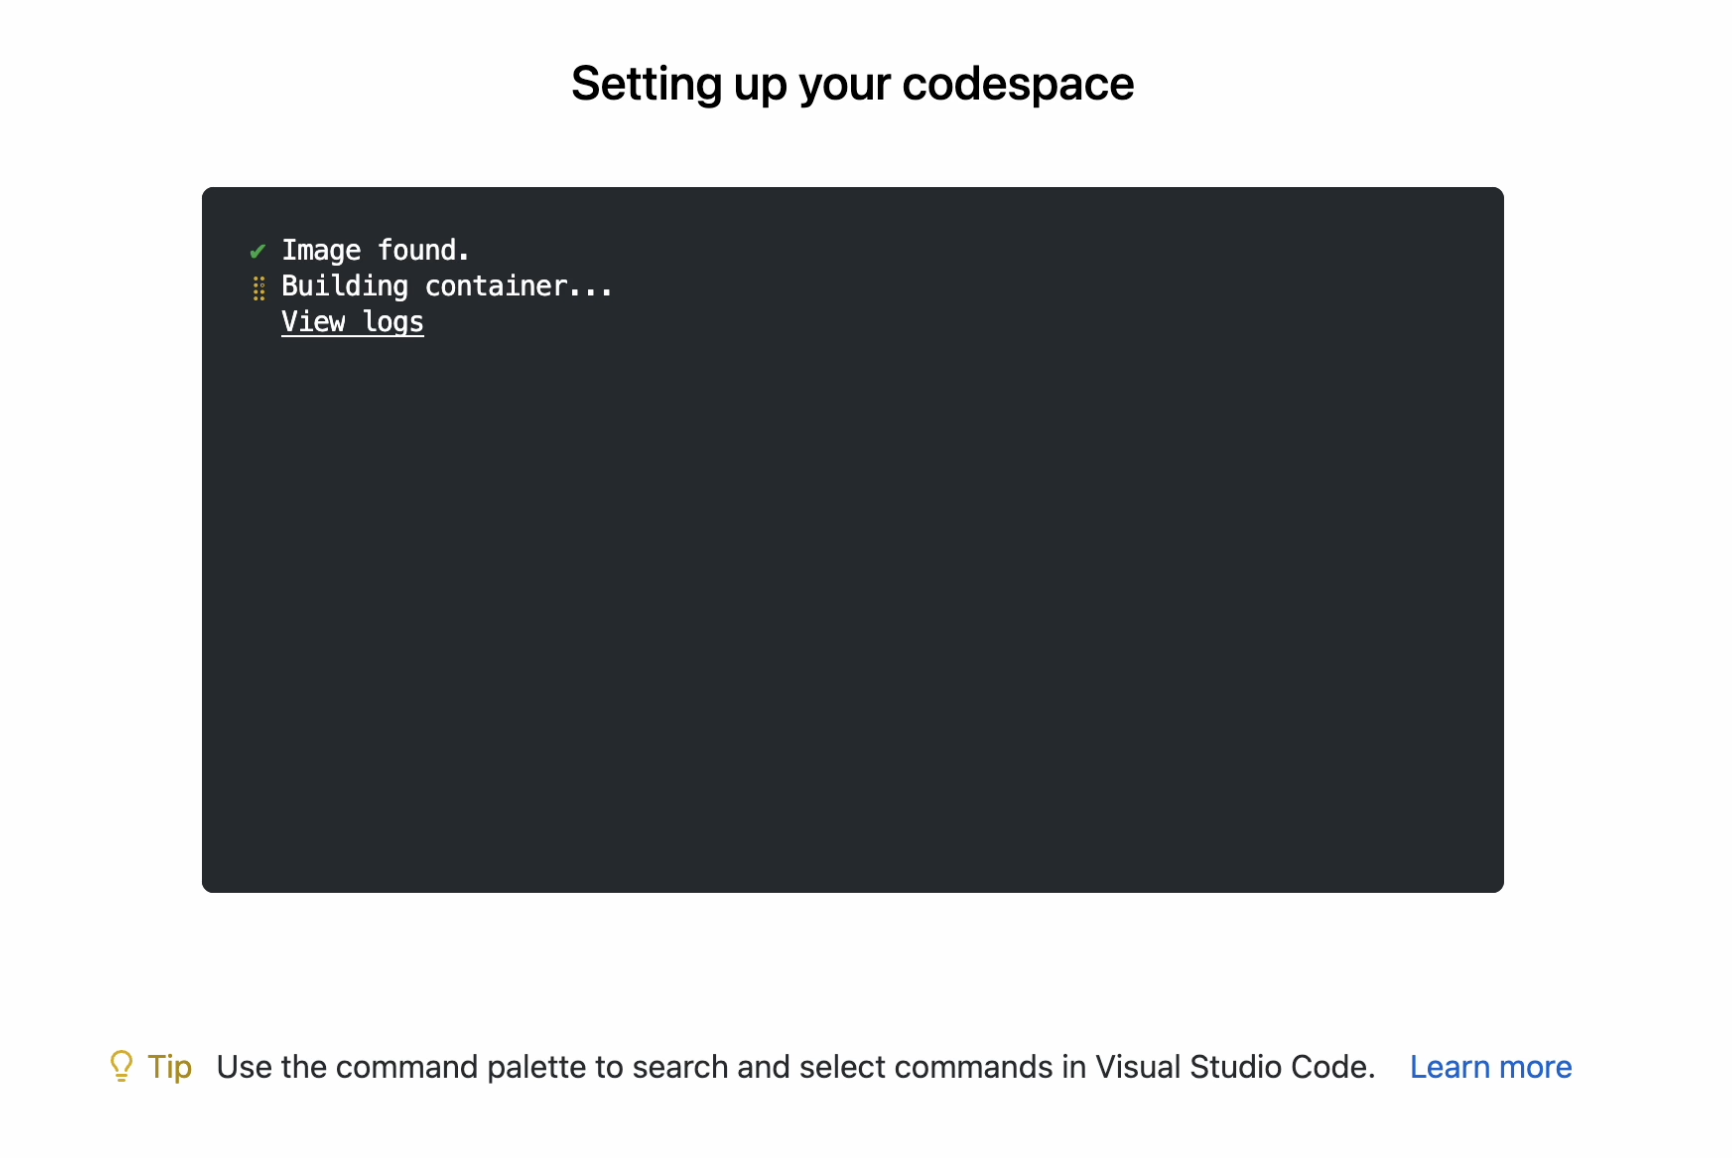 Setting up your codespace
✔ Image found.
⣿ Building container...
View logs
Tip Use the command palette to search and select commands in Visual Studio Code. Learn more